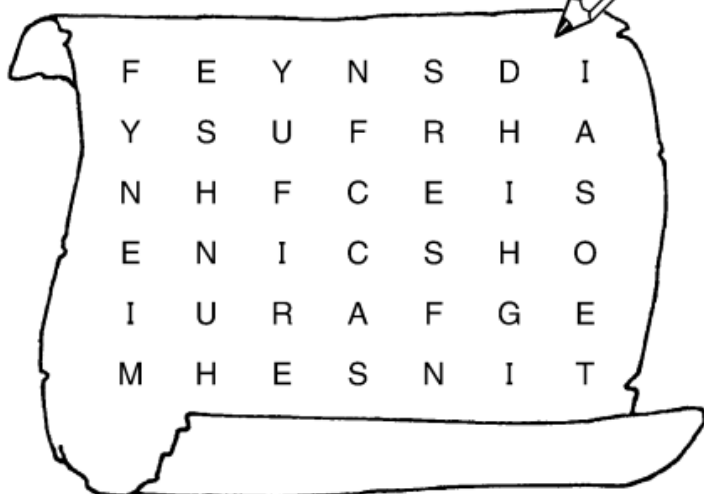 F E Y N S D I
Y S U F R H A
N H F C E I S
E N I C S H O
I U R A F G E
M H E S N I T